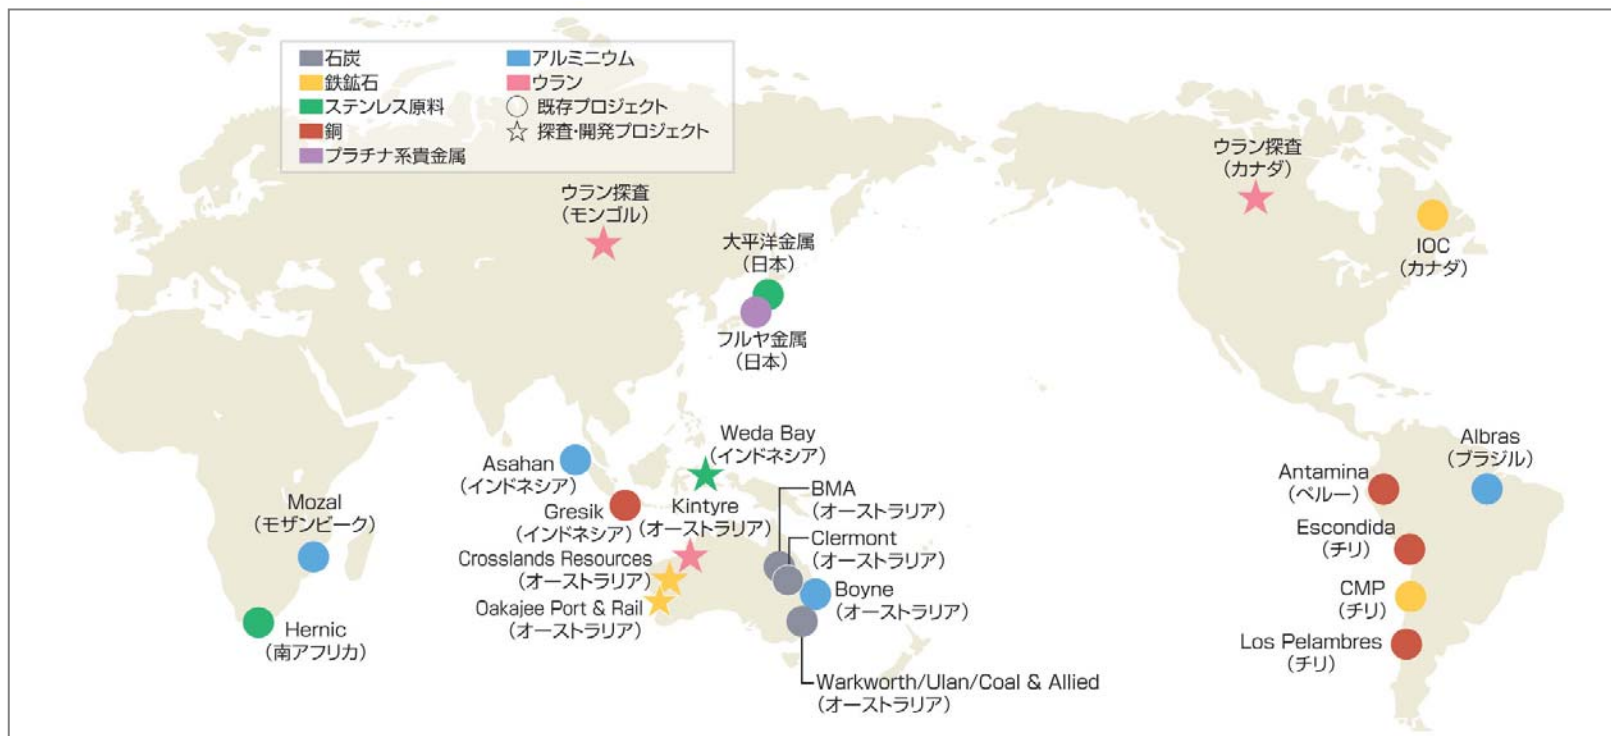 石炭
鉄鉱石
ステンレス原料
銅
プラチナ系貴金属
アルミニウム
ウラン
既存プロジェクト
探査・開発プロジェクト
ウラン探査
（モンゴル）
大平洋金属
（日本）
フルヤ金属
（日本）
ウラン探査
（カナダ）
IOC
（カナダ）
Weda Bay
（インドネシア）
Asahan
（インドネシア）
Gresik
（インドネシア）
Kintyre
（オーストラリア）
Crosslands Resources
（オーストラリア）
Oakajee Port & Rail
（オーストラリア）
BMA
（オーストラリア）
Clermont
（オーストラリア）
Boyne
（オーストラリア）
Warkworth/Ulan/Coal & Allied
（オーストラリア）
Mozal
（モザンビーク）
Hernic
（南アフリカ）
Antamina
（ペルー）
Albras
（ブラジル）
Escondida
（チリ）
CMP
（チリ）
Los Pelambres
（チリ）